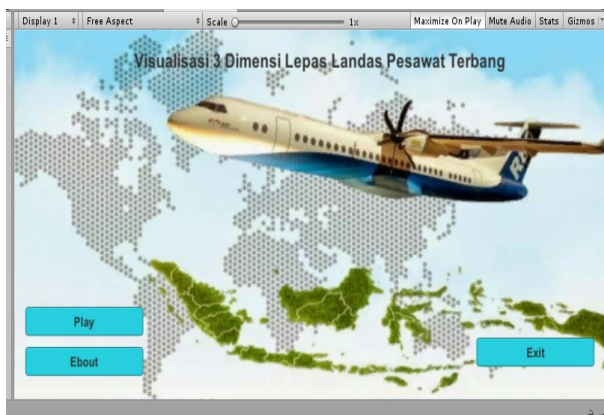 Display 1 Free Aspect Scale 1x Maximize On Play Mute Audio Stats Gizmos
Visualisasi 3 Dimensi Lepas Landas Pesawat Terbang
Play
Ebout
Exit